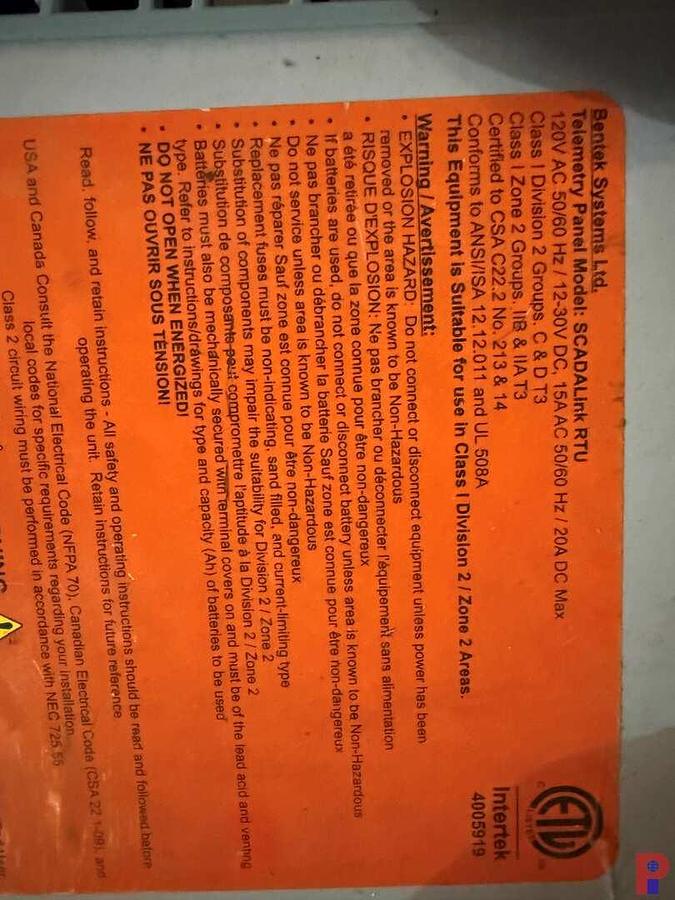 Bentek Systems Ltd.
Telemetry Panel Model: SCADALink RTU
120V AC 50/60 Hz / 12-30V DC, 15A AC 50/60 Hz / 20A DC Max
Class I Division 2 Groups. C & D T3
Class I Zone 2 Groups. IIB & IIA T3
Certified to CSA C22.2 No. 213 & 14
Conforms to ANSI/ISA 12.12.011 and UL 508A
This Equipment is Suitable for use in Class I Division 2 / Zone 2 Areas.
C ETL US
LISTED
Intertek
4005919
Warning / Avertissement:
• EXPLOSION HAZARD: Do not connect or disconnect equipment unless power has been
removed or the area is known to be Non-Hazardous
• RISQUE D'EXPLOSION: Ne pas brancher ou déconnecter l'équipement sans alimentation
a été retirée ou que la zone connue pour être non-dangereux
• If batteries are used, do not connect or disconnect battery unless area is known to be Non-Hazardous
• Ne pas brancher ou débrancher la batterie Sauf zone est connue pour être non-dangereux
• Do not service unless area is known to be Non-Hazardous
• Ne pas réparer Sauf zone est connue pour être non-dangereux
• Replacement fuses must be non-indicating, sand filled, and current-limiting type
• Substitution of components may impair the suitability for Division 2 / Zone 2
• Substitution de composants peut compromettre l'aptitude à la Division 2 / Zone 2
• Batteries must also be mechanically secured with terminal covers on and must be of the lead acid and venting
type. Refer to instructions/drawings for type and capacity (Ah) of batteries to be used
• DO NOT OPEN WHEN ENERGIZED!
• NE PAS OUVRIR SOUS TENSION!
Read, follow, and retain instructions - All safety and operating instructions should be read and followed before
operating the unit. Retain instructions for future reference
USA and Canada Consult the National Electrical Code (NFPA 70), Canadian Electrical Code (CSA 22.1-09), and
local codes for specific requirements regarding your installation.
Class 2 circuit wiring must be performed in accordance with NEC 725.55